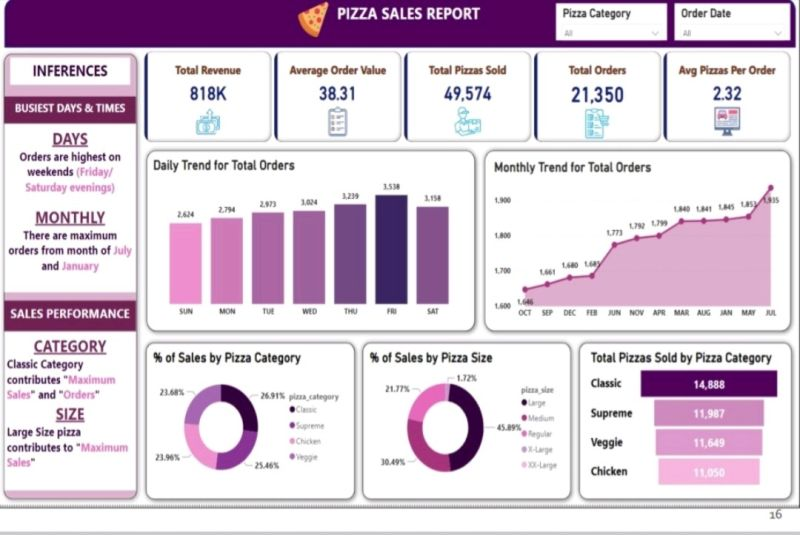 PIZZA SALES REPORT
Pizza Category
All
Order Date
All
INFERENCES
BUSIEST DAYS & TIMES
DAYS
Orders are highest on
weekends (Friday/
Saturday evenings)
MONTHLY
There are maximum
orders from month of July
and January
SALES PERFORMANCE
CATEGORY
Classic Category
contributes "Maximum
Sales" and "Orders"
SIZE
Large Size pizza
contributes to "Maximum
Sales"
Total Revenue
818K
Average Order Value
38.31
Total Pizzas Sold
49,574
Total Orders
21,350
Avg Pizzas Per Order
2.32
Daily Trend for Total Orders
2,624
2,794
2,973
3,024
3,239
3,538
3,158
SUN MON TUE WED THU FRI SAT
Monthly Trend for Total Orders
1,900
1,800
1,700
1,600
1,646
1,661
1,680
1,685
1,773
1,792
1,799
1,840
1,841
1,845
1,853
1,935
OCT SEP DEC FEB JUN NOV APR MAR AUG JAN MAY JUL
% of Sales by Pizza Category
23.68%
26.91%
23.96%
25.46%
pizza_category
Classic
Supreme
Chicken
Veggie
% of Sales by Pizza Size
1.72%
21.77%
45.89%
30.49%
pizza_size
Large
Medium
Regular
X-Large
XX-Large
Total Pizzas Sold by Pizza Category
Classic 14,888
Supreme 11,987
Veggie 11,649
Chicken 11,050
16